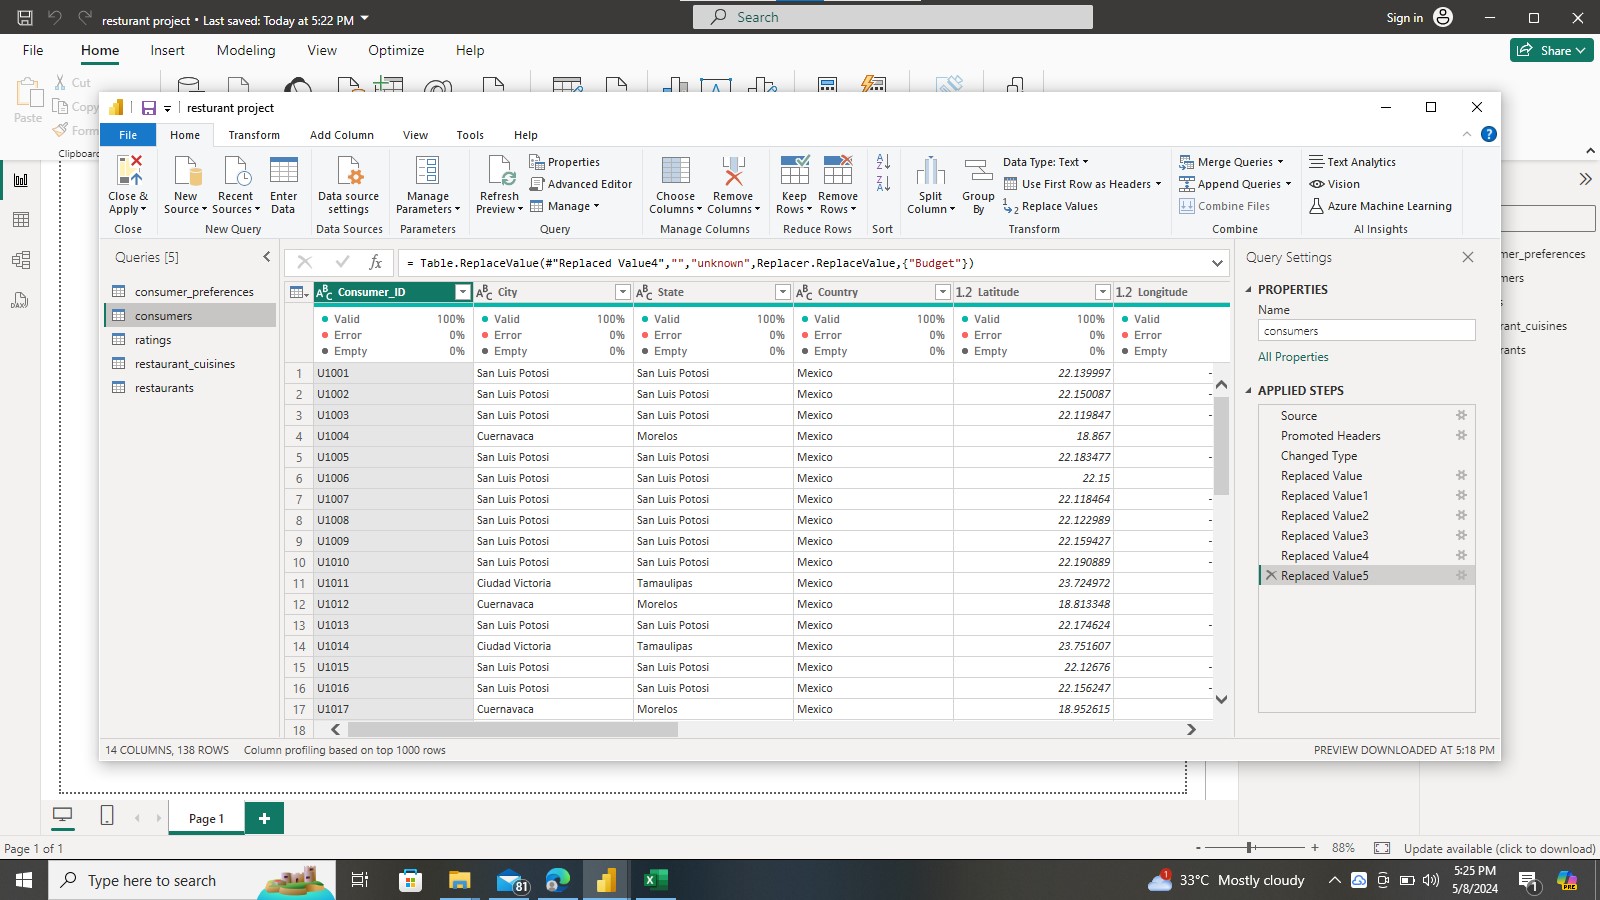 resturant project • Last saved: Today at 5:22 PM
Search
Sign in
File Home Insert Modeling View Optimize Help
Share
Paste
Cut
Copy
Form
Clipboard
resturant project
File Home Transform Add Column View Tools Help
Close & Apply
New Source
Recent Sources
Enter Data
Data source settings
Manage Parameters
Refresh Preview
Properties
Advanced Editor
Manage
Choose Columns
Remove Columns
Keep Rows
Remove Rows
Split Column
Group By
Data Type: Text
Use First Row as Headers
Replace Values
Merge Queries
Append Queries
Combine Files
Text Analytics
Vision
Azure Machine Learning
Close New Query Data Sources Parameters Query Manage Columns Reduce Rows Sort Transform Combine AI Insights
Queries [5]
consumer_preferences
consumers
ratings
restaurant_cuisines
restaurants
fx
= Table.ReplaceValue(#"Replaced Value4","","unknown",Replacer.ReplaceValue,{"Budget"})
ABC Consumer_ID ABC City ABC State ABC Country 1.2 Latitude 1.2 Longitude
Valid 100% Valid 100% Valid 100% Valid 100% Valid 100% Valid
Error 0% Error 0% Error 0% Error 0% Error 0% Error
Empty 0% Empty 0% Empty 0% Empty 0% Empty 0% Empty
1 U1001 San Luis Potosi San Luis Potosi Mexico 22.139997 -
2 U1002 San Luis Potosi San Luis Potosi Mexico 22.150087 -
3 U1003 San Luis Potosi San Luis Potosi Mexico 22.119847 -
4 U1004 Cuernavaca Morelos Mexico 18.867
5 U1005 San Luis Potosi San Luis Potosi Mexico 22.183477 -
6 U1006 San Luis Potosi San Luis Potosi Mexico 22.15
7 U1007 San Luis Potosi San Luis Potosi Mexico 22.118464 -
8 U1008 San Luis Potosi San Luis Potosi Mexico 22.122989 -
9 U1009 San Luis Potosi San Luis Potosi Mexico 22.159427 -
10 U1010 San Luis Potosi San Luis Potosi Mexico 22.190889 -
11 U1011 Ciudad Victoria Tamaulipas Mexico 23.724972
12 U1012 Cuernavaca Morelos Mexico 18.813348
13 U1013 San Luis Potosi San Luis Potosi Mexico 22.174624 -
14 U1014 Ciudad Victoria Tamaulipas Mexico 23.751607
15 U1015 San Luis Potosi San Luis Potosi Mexico 22.12676 -
16 U1016 San Luis Potosi San Luis Potosi Mexico 22.156247 -
17 U1017 Cuernavaca Morelos Mexico 18.952615
18
Query Settings
PROPERTIES
Name
consumers
All Properties
APPLIED STEPS
Source
Promoted Headers
Changed Type
Replaced Value
Replaced Value1
Replaced Value2
Replaced Value3
Replaced Value4
Replaced Value5
mer_preferences
mers
s
rant_cuisines
rants
14 COLUMNS, 138 ROWS Column profiling based on top 1000 rows
PREVIEW DOWNLOADED AT 5:18 PM
Page 1
Page 1 of 1
- + 88%
Update available (click to download)
Type here to search
81
1
33°C Mostly cloudy
5:25 PM
5/8/2024
1
PRE